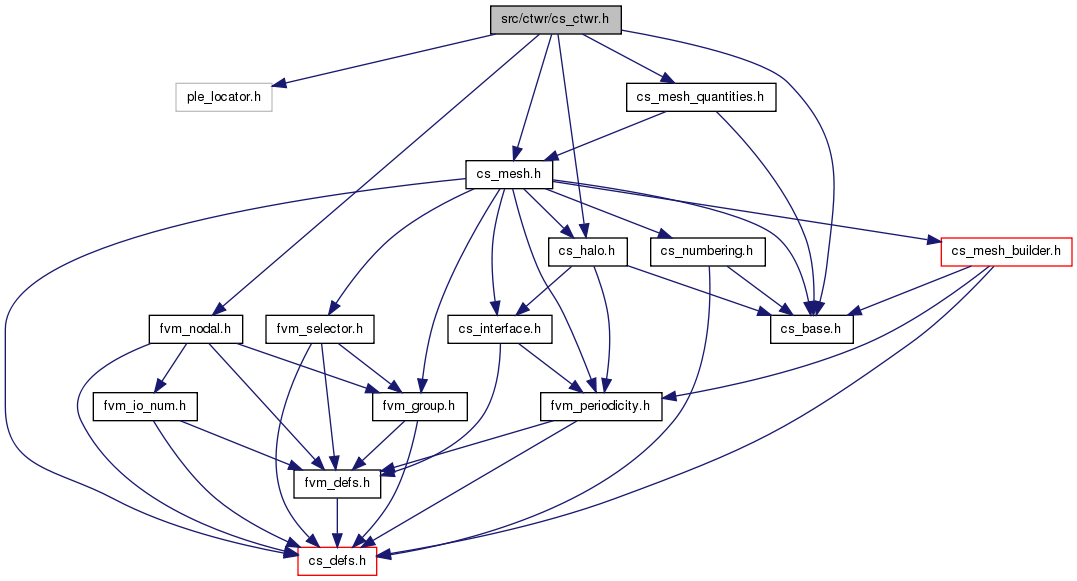 src/ctwr/cs_ctwr.h
ple_locator.h
cs_mesh_quantities.h
cs_mesh.h
cs_halo.h
cs_numbering.h
cs_mesh_builder.h
fvm_nodal.h
fvm_selector.h
cs_interface.h
cs_base.h
fvm_io_num.h
fvm_group.h
fvm_periodicity.h
fvm_defs.h
cs_defs.h